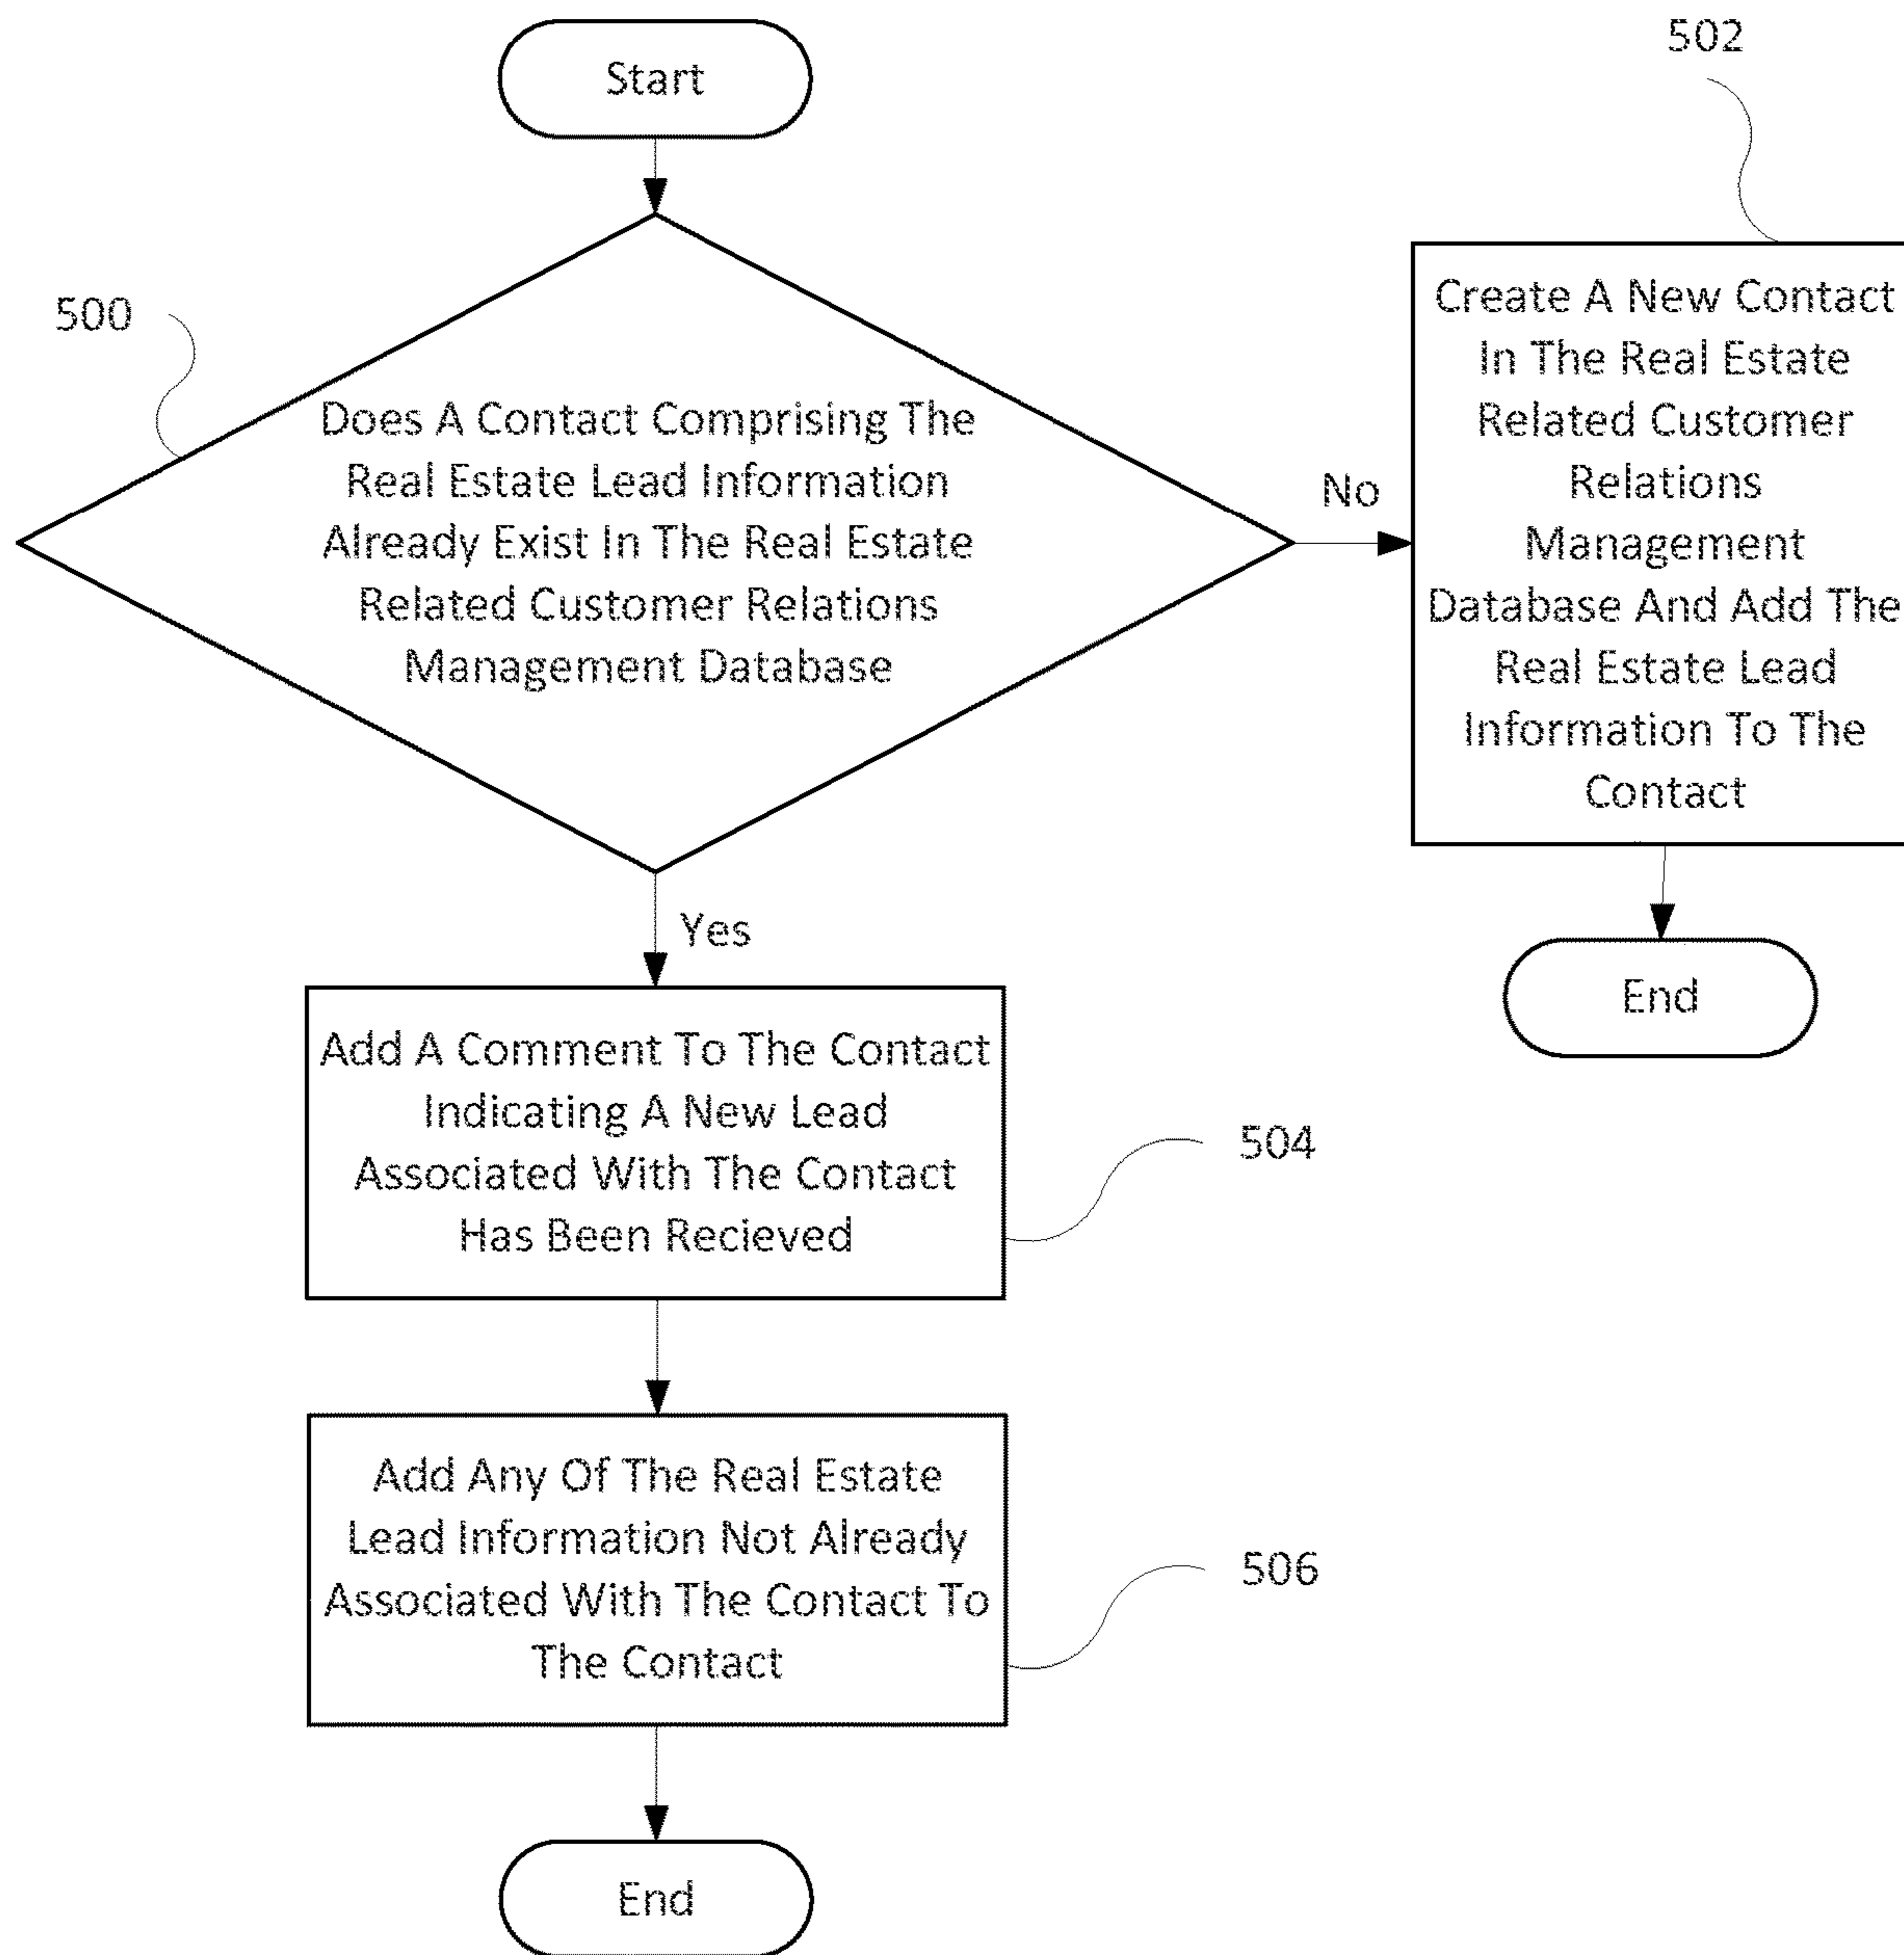 Start
500
Does A Contact Comprising The
Real Estate Lead Information
Already Exist In The Real Estate
Related Customer Relations
Management Database
No
502
Create A New Contact
In The Real Estate
Related Customer
Relations
Management
Database And Add The
Real Estate Lead
Information To The
Contact
End
Yes
Add A Comment To The Contact
Indicating A New Lead
Associated With The Contact
Has Been Recieved
504
Add Any Of The Real Estate
Lead Information Not Already
Associated With The Contact To
The Contact
506
End